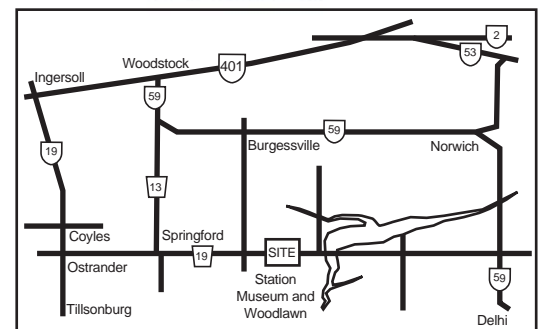 2
53
Woodstock
401
Ingersoll
59
59
19
Burgessville
Norwich
13
Coyles
Springford
19
SITE
Ostrander
Station
Museum and
Woodlawn
59
Tillsonburg
Delhi